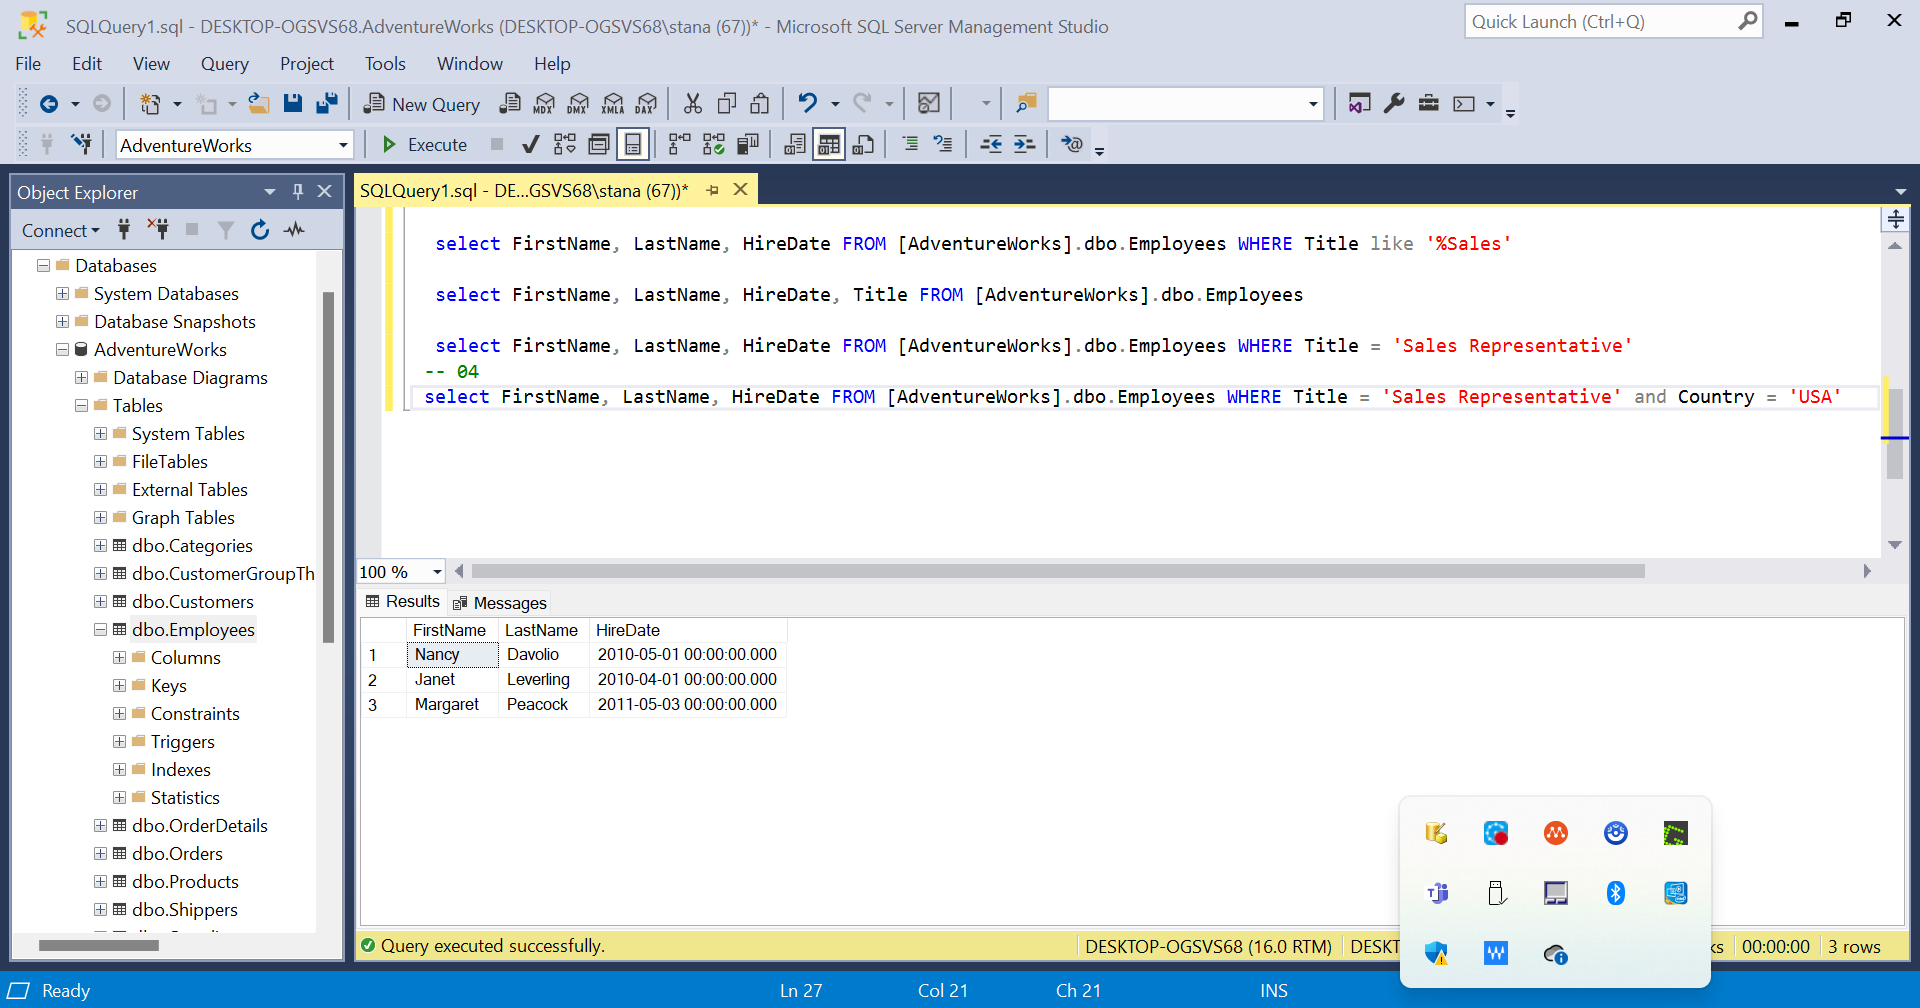 SQLQuery1.sql - DESKTOP-OGSVS68.AdventureWorks (DESKTOP-OGSVS68\stana (67))* - Microsoft SQL Server Management Studio
Quick Launch (Ctrl+Q)
File Edit View Query Project Tools Window Help
New Query MDX DMX XMLA DAX
AdventureWorks Execute
Object Explorer
SQLQuery1.sql - DE...GSVS68\stana (67))*
Connect
Databases
System Databases
Database Snapshots
AdventureWorks
Database Diagrams
Tables
System Tables
FileTables
External Tables
Graph Tables
dbo.Categories
dbo.CustomerGroupTh
dbo.Customers
dbo.Employees
Columns
Keys
Constraints
Triggers
Indexes
Statistics
dbo.OrderDetails
dbo.Orders
dbo.Products
dbo.Shippers
select FirstName, LastName, HireDate FROM [AdventureWorks].dbo.Employees WHERE Title like '%Sales'
select FirstName, LastName, HireDate, Title FROM [AdventureWorks].dbo.Employees
select FirstName, LastName, HireDate FROM [AdventureWorks].dbo.Employees WHERE Title = 'Sales Representative'
-- 04
select FirstName, LastName, HireDate FROM [AdventureWorks].dbo.Employees WHERE Title = 'Sales Representative' and Country = 'USA'
100 %
Results Messages
FirstName LastName HireDate
1 Nancy Davolio 2010-05-01 00:00:00.000
2 Janet Leverling 2010-04-01 00:00:00.000
3 Margaret Peacock 2011-05-03 00:00:00.000
Query executed successfully. DESKTOP-OGSVS68 (16.0 RTM) DESKT ks 00:00:00 3 rows
Ready Ln 27 Col 21 Ch 21 INS